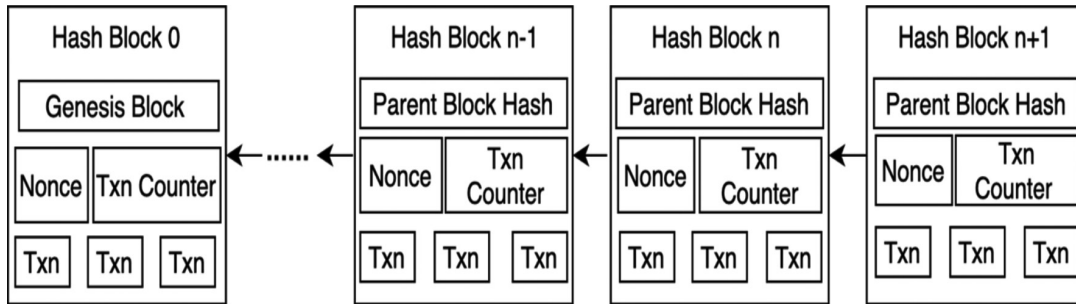 Hash Block 0
Genesis Block
Nonce
Txn Counter
Txn Txn Txn
......
Hash Block n-1
Parent Block Hash
Nonce
Txn
Counter
Txn Txn Txn
Hash Block n
Parent Block Hash
Nonce
Txn
Counter
Txn Txn Txn
Hash Block n+1
Parent Block Hash
Nonce
Txn
Counter
Txn Txn Txn